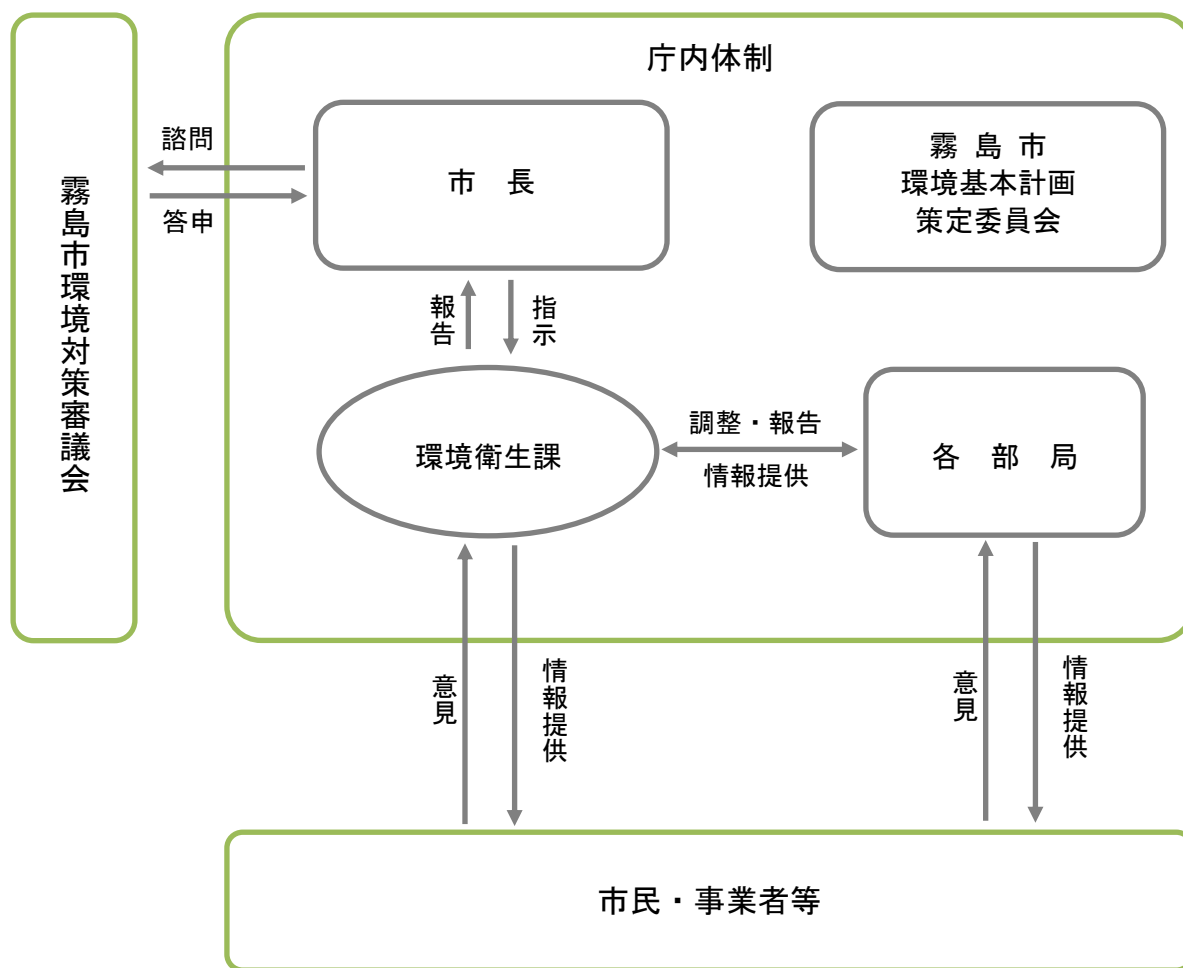 庁内体制
霧島市環境対策審議会
諮問
答申
市　長
霧 島 市
環境基本計画
策定委員会
報告
指示
環境衛生課
調整・報告
情報提供
各　部　局
意見
情報提供
意見
情報提供
市民・事業者等